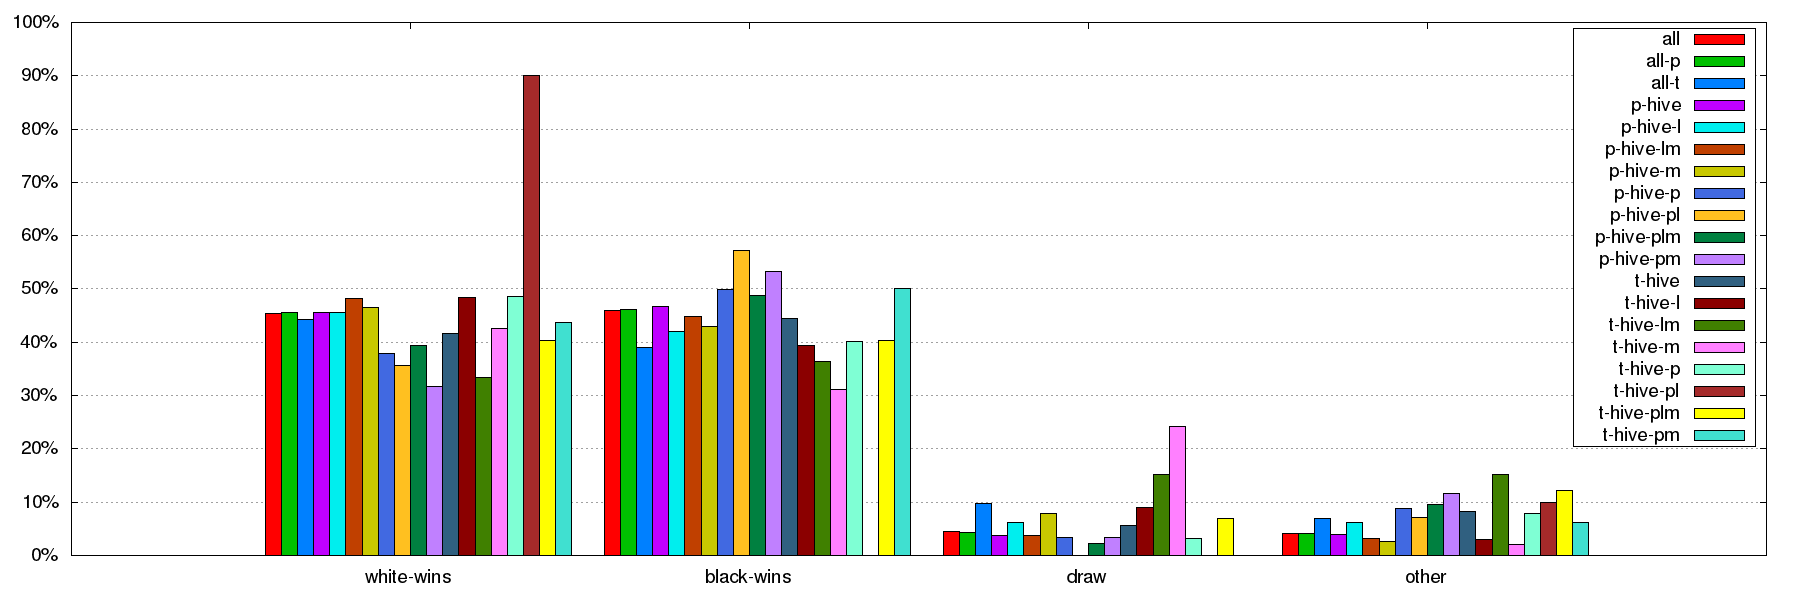 100%
90%
80%
70%
60%
50%
40%
30%
20%
10%
0%
white-wins
black-wins
draw
other
all
all-p
all-t
p-hive
p-hive-l
p-hive-lm
p-hive-m
p-hive-p
p-hive-pl
p-hive-plm
p-hive-pm
t-hive
t-hive-l
t-hive-lm
t-hive-m
t-hive-p
t-hive-pl
t-hive-plm
t-hive-pm